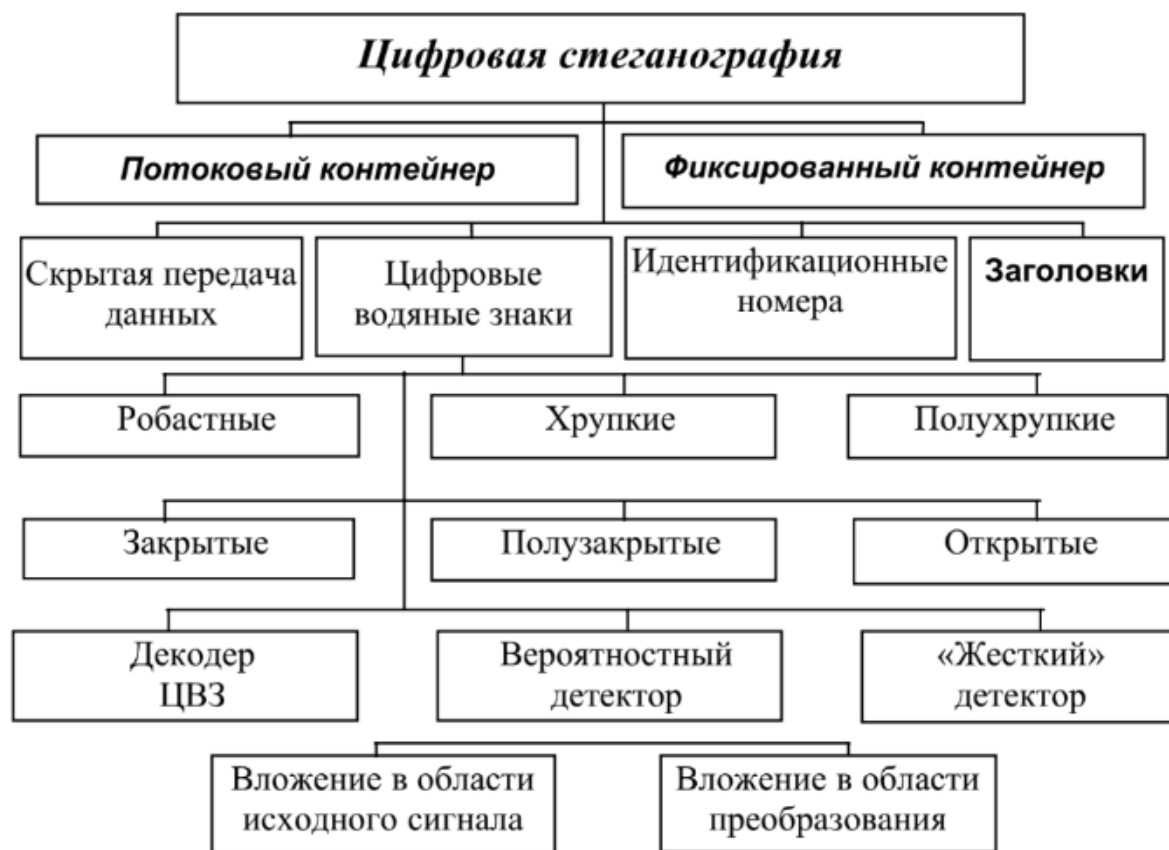 Цифровая стеганография
Потоковый контейнер
Фиксированный контейнер
Скрытая передача
данных
Цифровые
водяные знаки
Идентификационные
номера
Заголовки
Робастные
Хрупкие
Полухрупкие
Закрытые
Полузакрытые
Открытые
Декодер
ЦВЗ
Вероятностный
детектор
«Жесткий»
детектор
Вложение в области
исходного сигнала
Вложение в области
преобразования